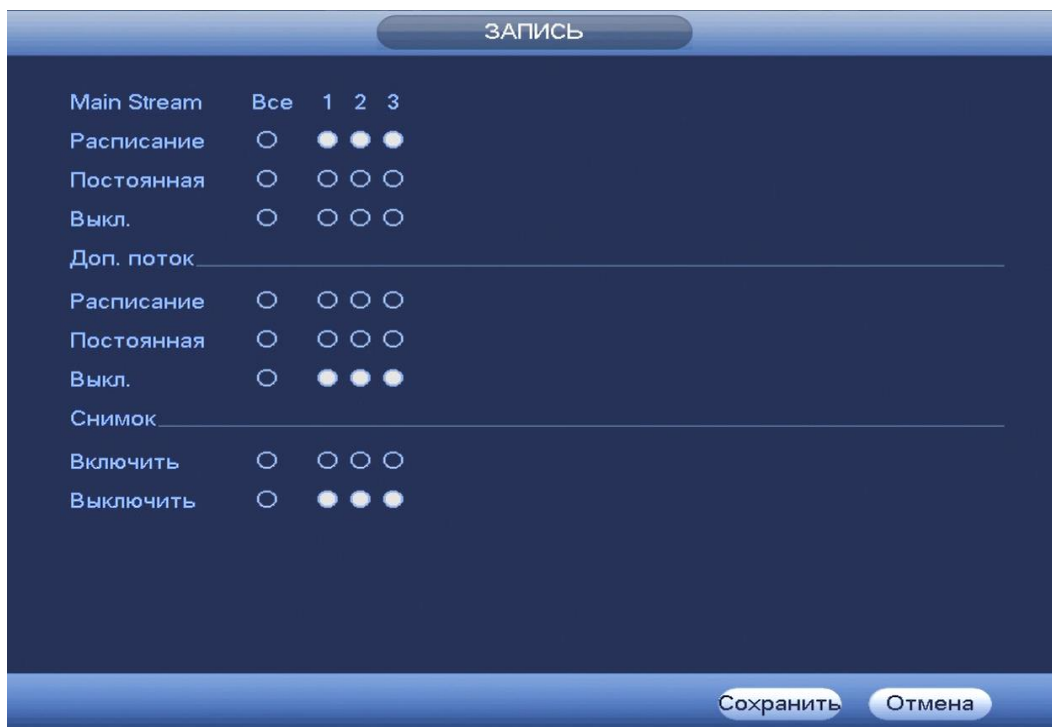 ЗАПИСЬ
Main Stream Все 1 2 3
Расписание
Постоянная
Выкл.
Доп. поток
Расписание
Постоянная
Выкл.
Снимок
Включить
Выключить
Сохранить Отмена